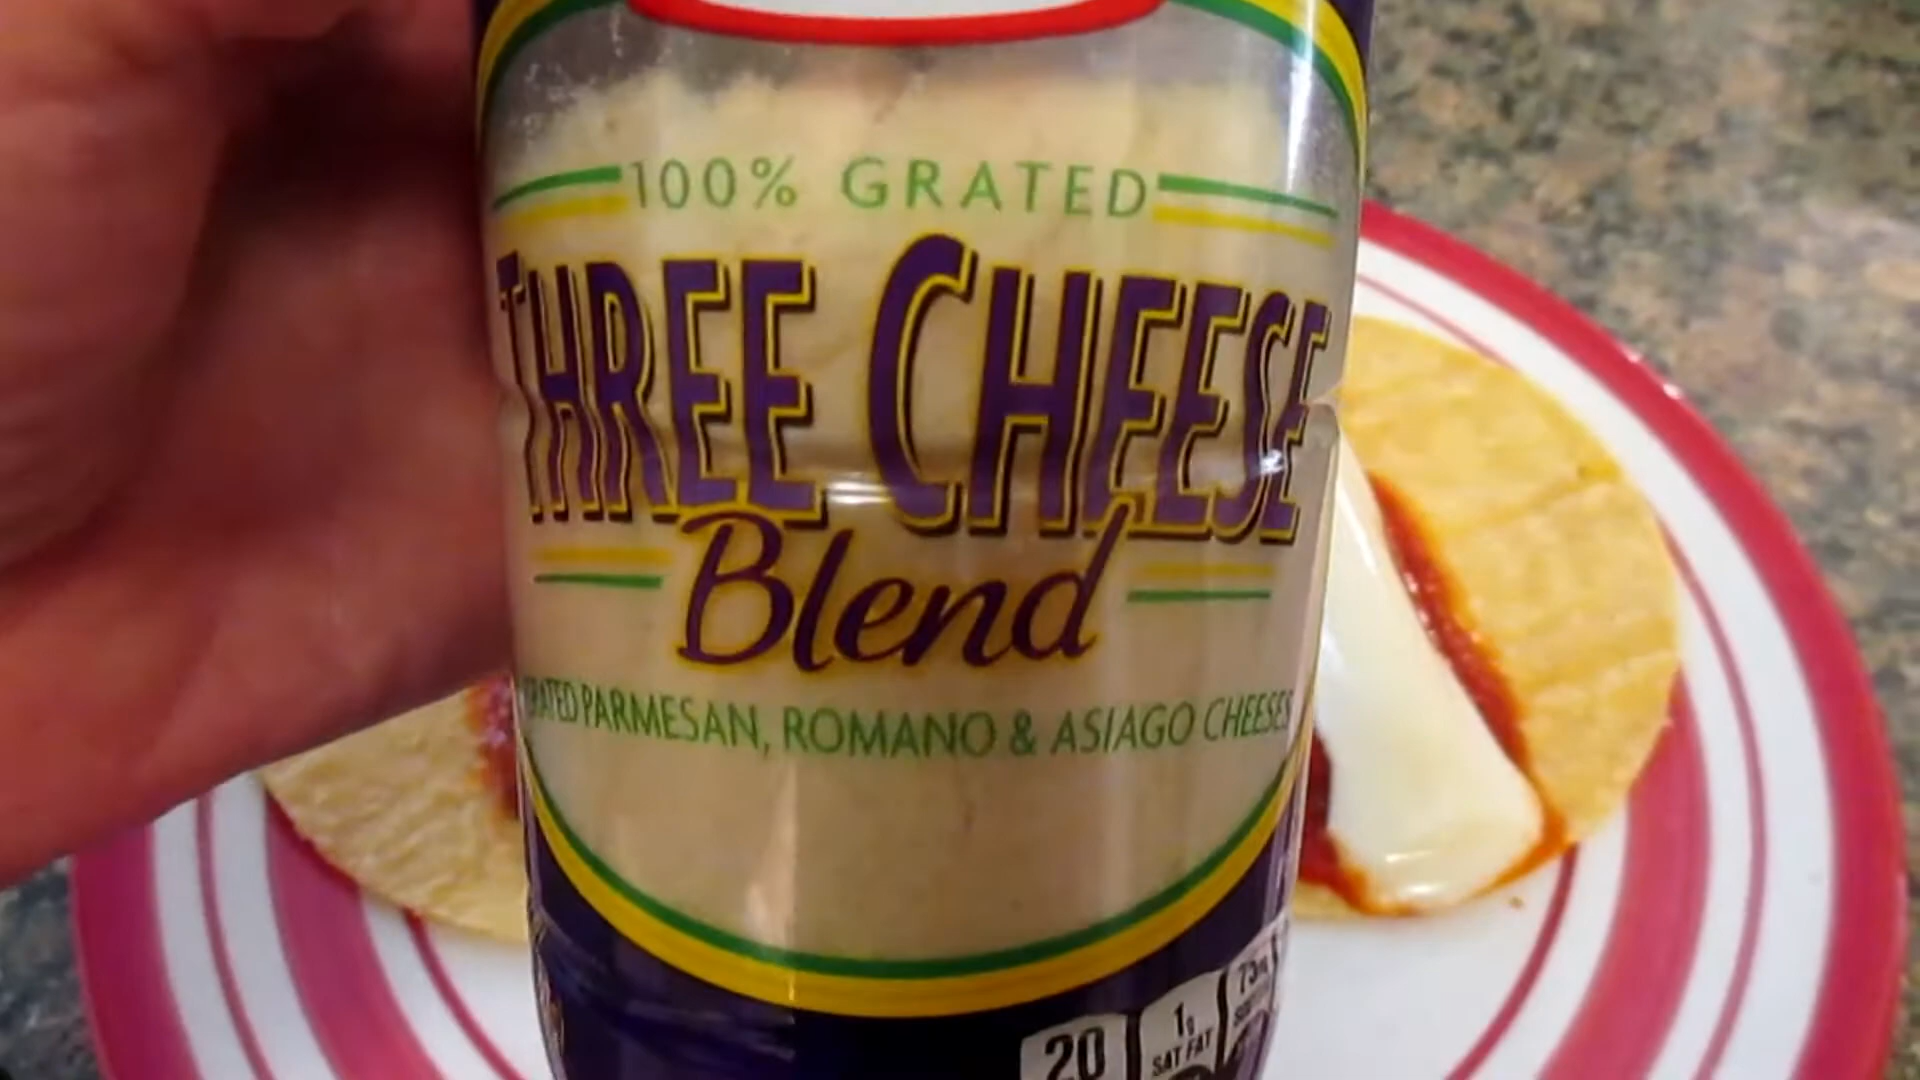 100% GRATED
THREE CHEESE
Blend
PARMESAN, ROMANO & ASIAGO CHEESES
20
1g
SAT FAT